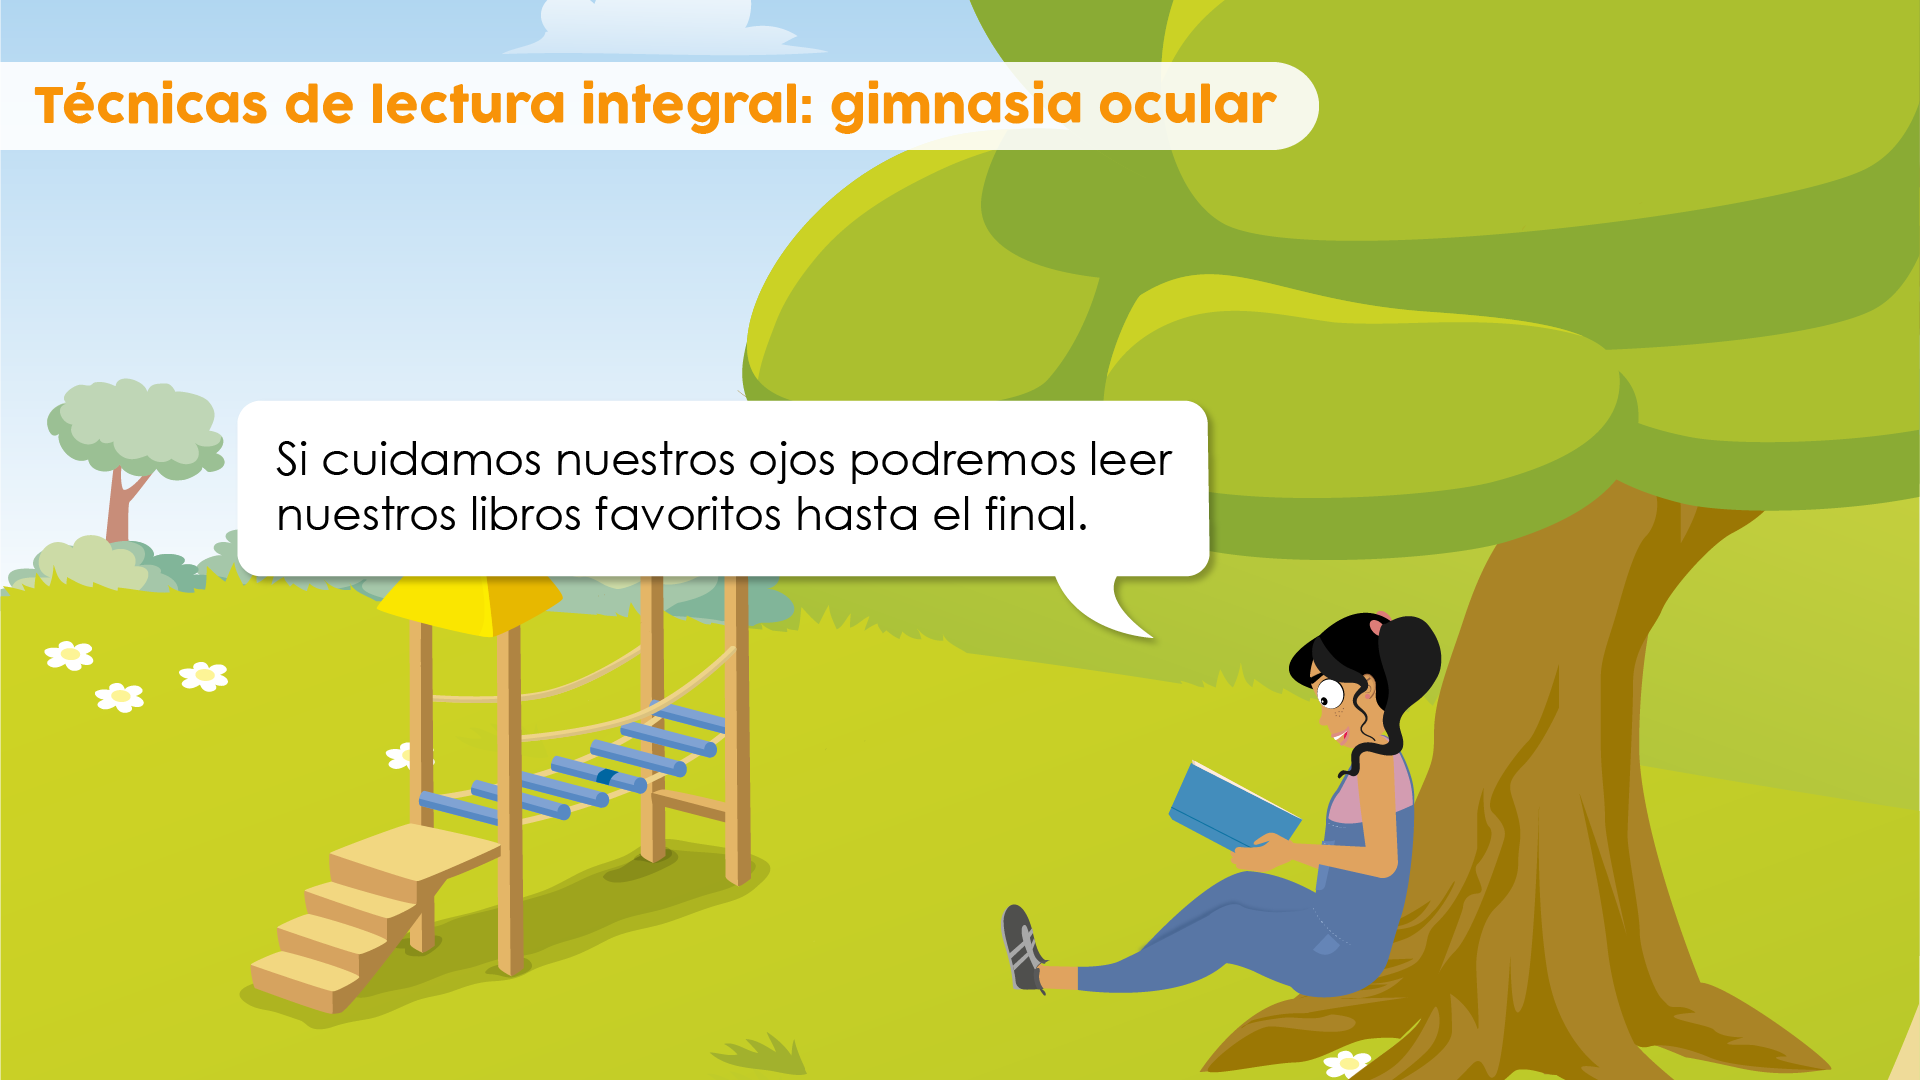 Técnicas de lectura integral: gimnasia ocular
Si cuidamos nuestros ojos podremos leer
nuestros libros favoritos hasta el final.